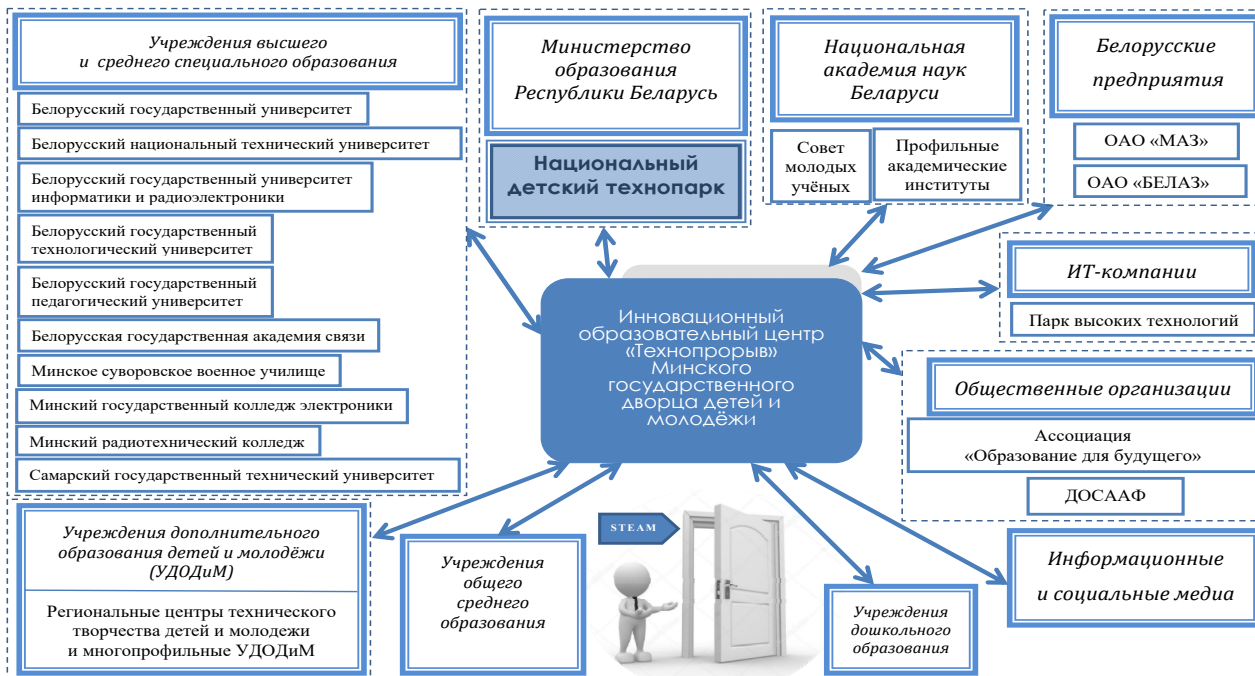 Учреждения высшего
и среднего специального образования
Белорусский государственный университет
Белорусский национальный технический университет
Белорусский государственный университет
информатики и радиоэлектроники
Белорусский государственный
технологический университет
Белорусский государственный
педагогический университет
Белорусская государственная академия связи
Минское суворовское военное училище
Минский государственный колледж электроники
Минский радиотехнический колледж
Самарский государственный технический университет
Министерство
образования
Республики Беларусь
Национальный
детский технопарк
Национальная
академия наук
Беларуси
Совет
молодых
учёных
Профильные
академические
институты
Белорусские
предприятия
ОАО «МАЗ»
ОАО «БЕЛАЗ»
ИТ-компании
Парк высоких технологий
Инновационный
образовательный центр
«Технопрорыв»
Минского
государственного
дворца детей и
молодёжи
Общественные организации
Ассоциация
«Образование для будущего»
ДОСААФ
Учреждения дополнительного
образования детей и молодёжи
(УДОДиМ)
Региональные центры технического
творчества детей и молодежи
и многопрофильные УДОДиМ
Учреждения
общего
среднего
образования
STEAM
Учреждения
дошкольного
образования
Информационные
и социальные медиа